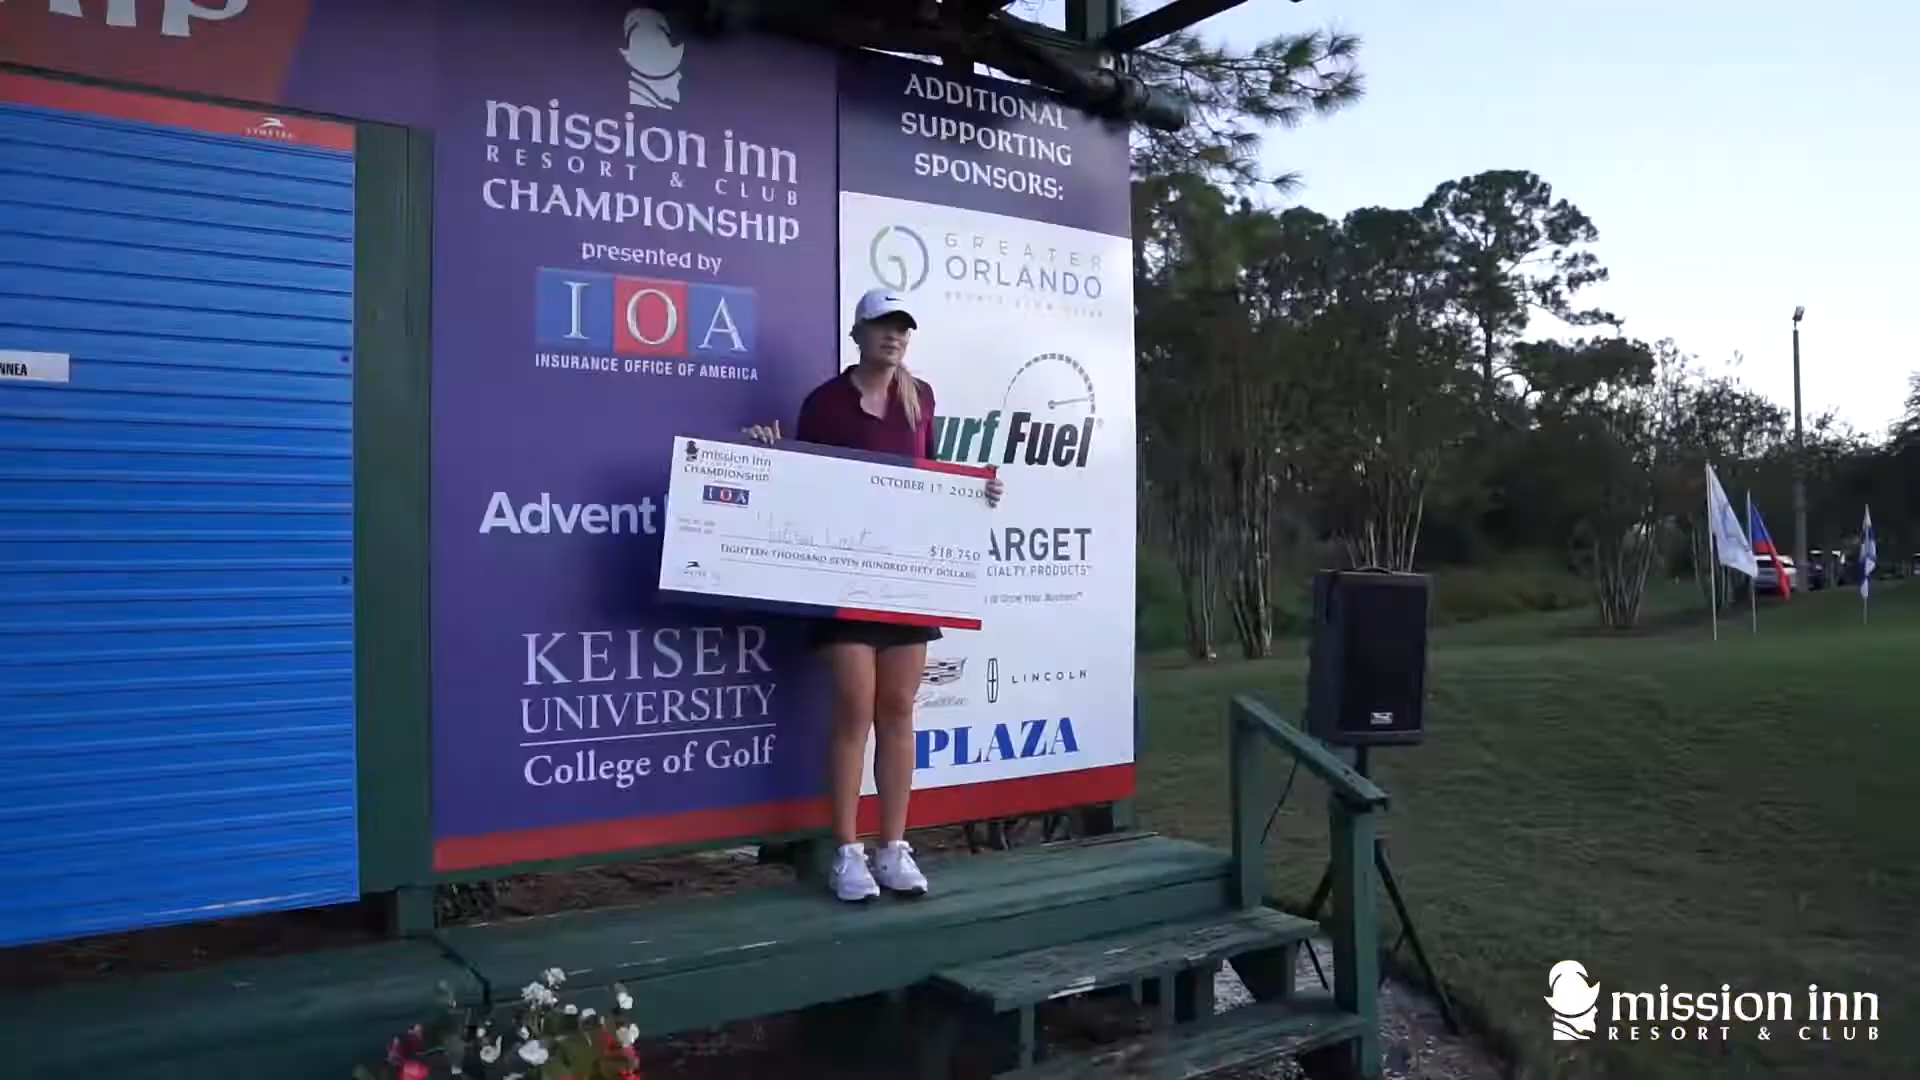 mission inn
RESORT & CLUB
CHAMPIONSHIP
presented by
IOA
INSURANCE OFFICE OF AMERICA
Advent
KEISER
UNIVERSITY
College of Golf
ADDITIONAL
SUPPORTING
SPONSORS:
GREATER
ORLANDO
urf Fuel
ARGET
CIALTY PRODUCTS
LINCOLN
PLAZA
NNEA
mission inn
CHAMPIONSHIP
IOA
OCTOBER 17 2020
$18,750
EIGHTEEN THOUSAND SEVEN HUNDRED FIFTY DOLLARS
mission inn
RESORT & CLUB